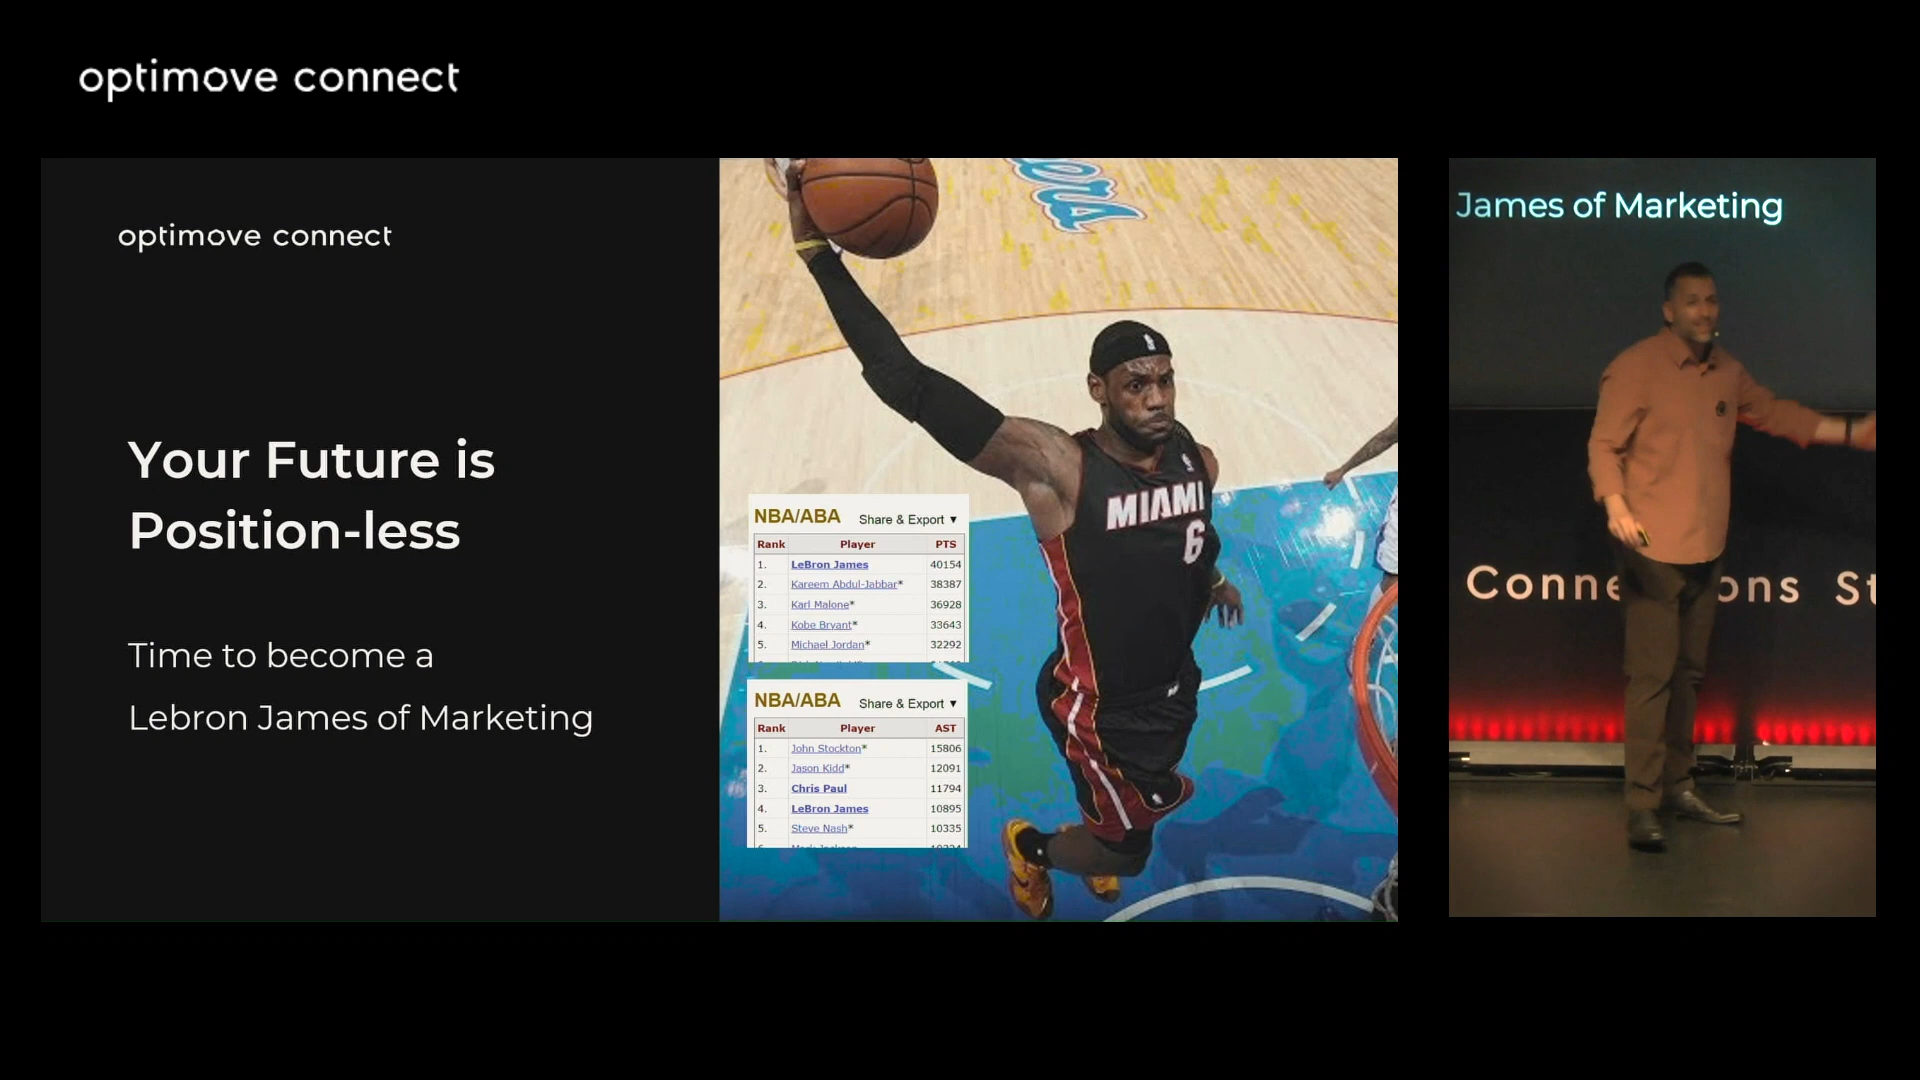 optimove connect
optimove connect
Your Future is
Position-less
Time to become a
Lebron James of Marketing
ers
MIAMI
6
NBA/ABA Share & Export ▼
Rank Player PTS
1. LeBron James 40154
2. Kareem Abdul-Jabbar* 38387
3. Karl Malone* 36928
4. Kobe Bryant* 33643
5. Michael Jordan* 32292
NBA/ABA Share & Export ▼
Rank Player AST
1. John Stockton* 15806
2. Jason Kidd* 12091
3. Chris Paul 11794
4. LeBron James 10895
5. Steve Nash* 10335
James of Marketing
Conne ons St